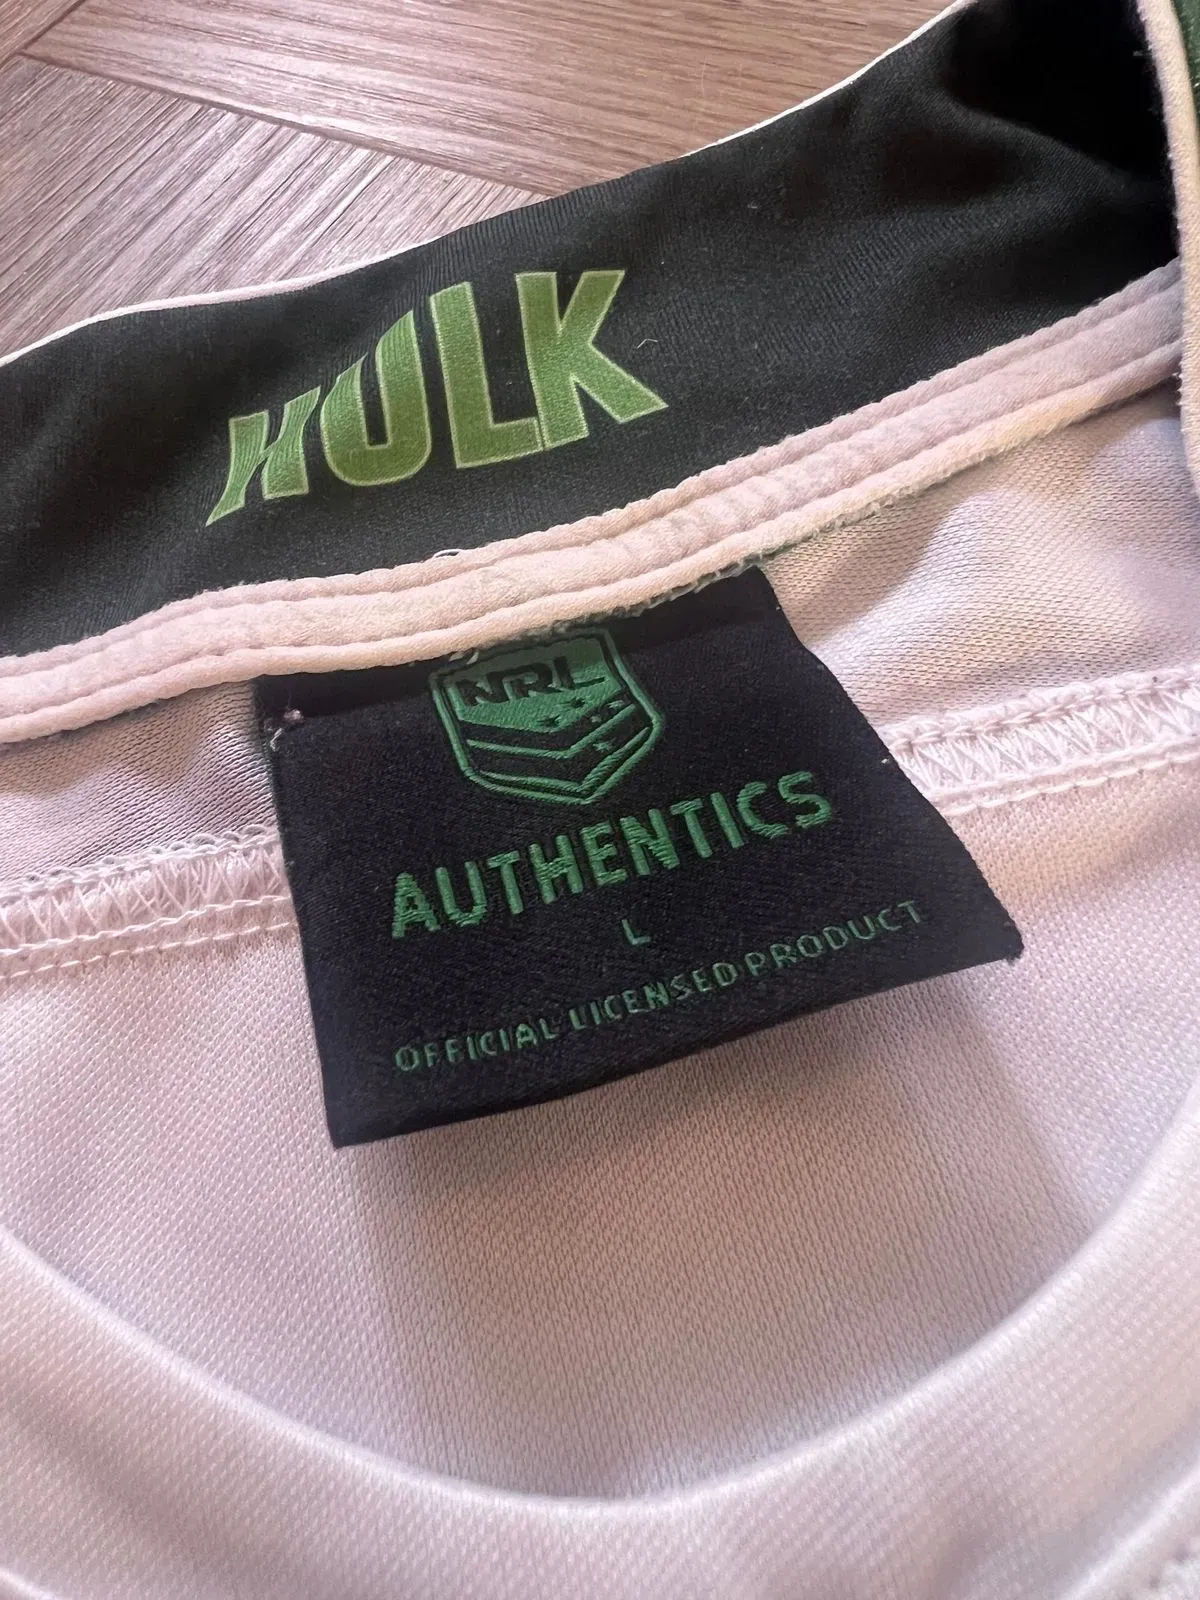 HULK
NRL
AUTHENTICS
L
OFFICIAL LICENSED PRODUCT